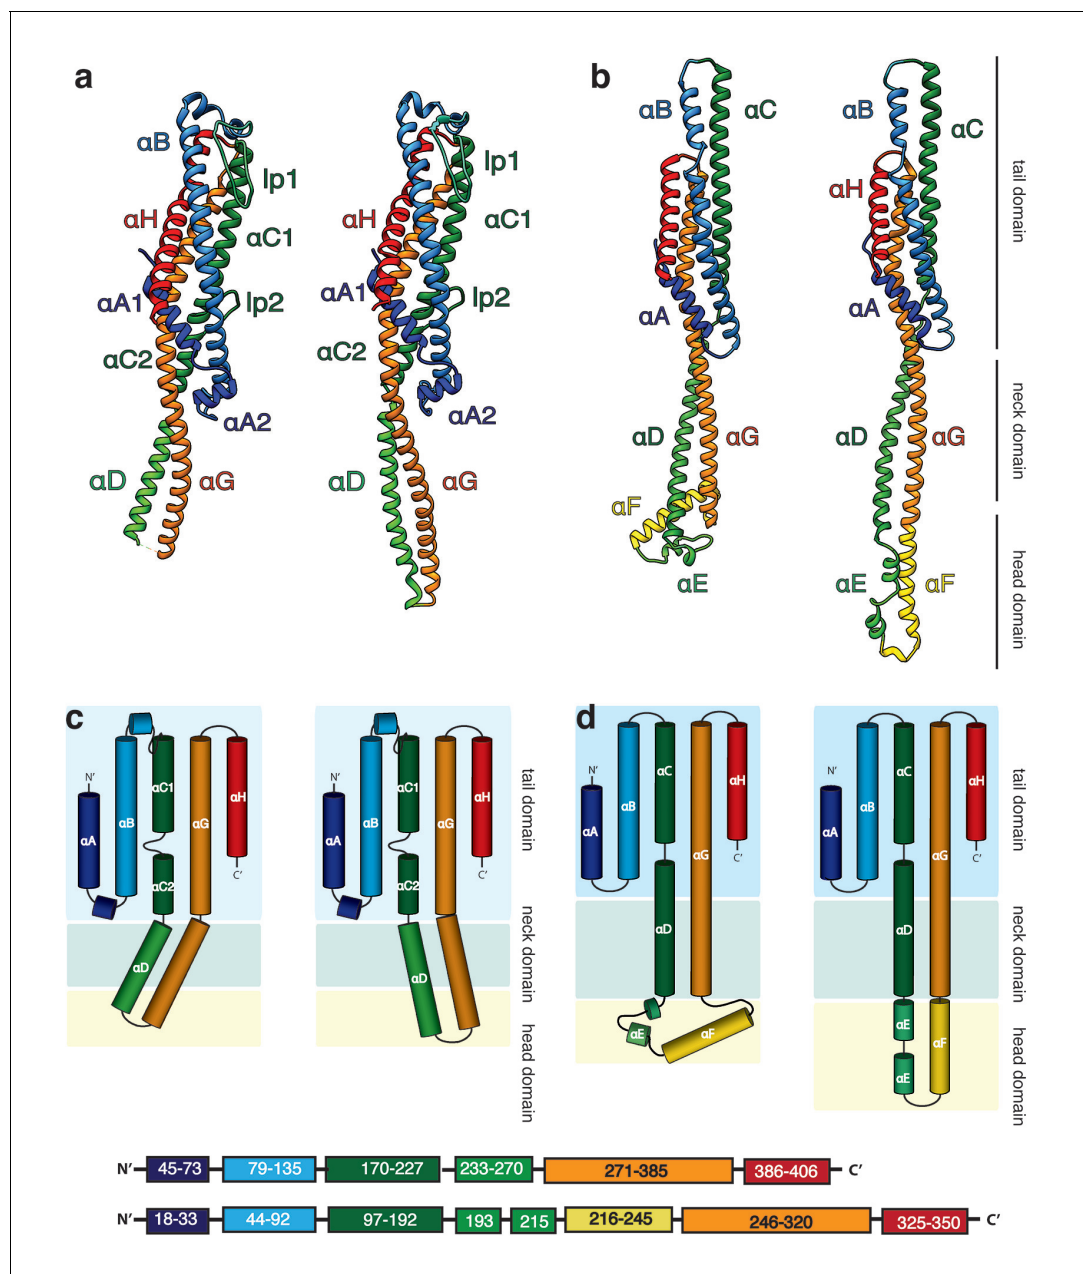 a
αB
lp1
αH
αC1
αA1
lp2
αC2
αA2
αD
αG
lp1
αH
αC1
αA1
lp2
αC2
αA2
αD
αG
b
αB
αC
αA
αD
αG
αF
αE
αB
αC
αH
αA
αD
αG
αE
αF
tail domain
neck domain
head domain
c
N′
αA
αB
αC1
αC2
αG
αH
C′
αD
N′
αA
αB
αC1
αC2
αG
αH
C′
αD
tail domain
neck domain
head domain
d
N′
αA
αB
αC
αG
αH
C′
αD
αE
αF
N′
αA
αB
αC
αG
αH
C′
αD
αE
αF
αE
tail domain
neck domain
head domain
N′ 45-73 79-135 170-227 233-270 271-385 386-406 C′
N′ 18-33 44-92 97-192 193 215 216-245 246-320 325-350 C′